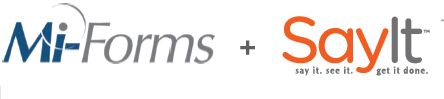 Mi-Forms + SayIt™
say it. see it. get it done.